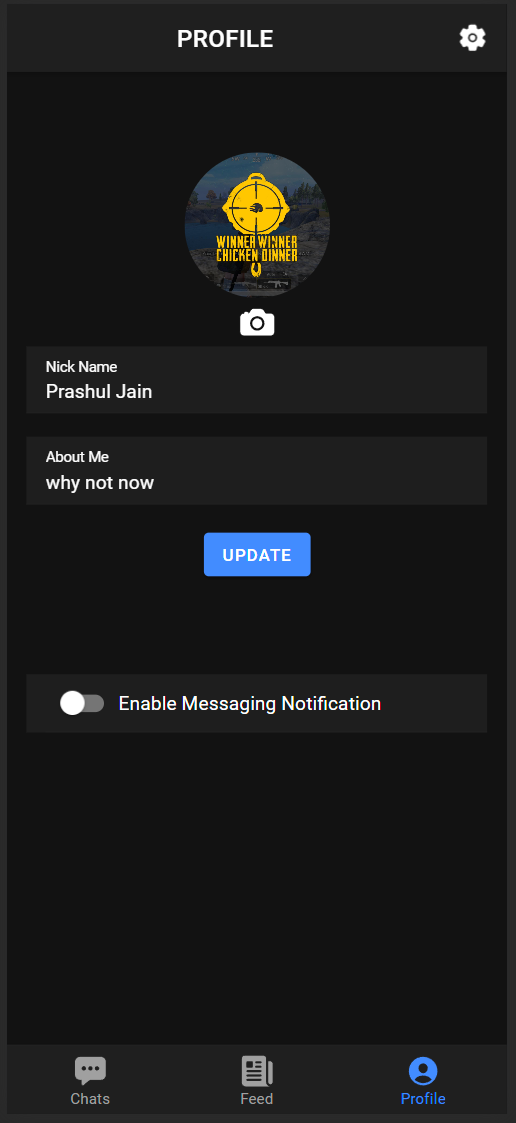 PROFILE
WINNER WINNER
CHICKEN DINNER
Nick Name
Prashul Jain
About Me
why not now
UPDATE
Enable Messaging Notification
Chats
Feed
Profile